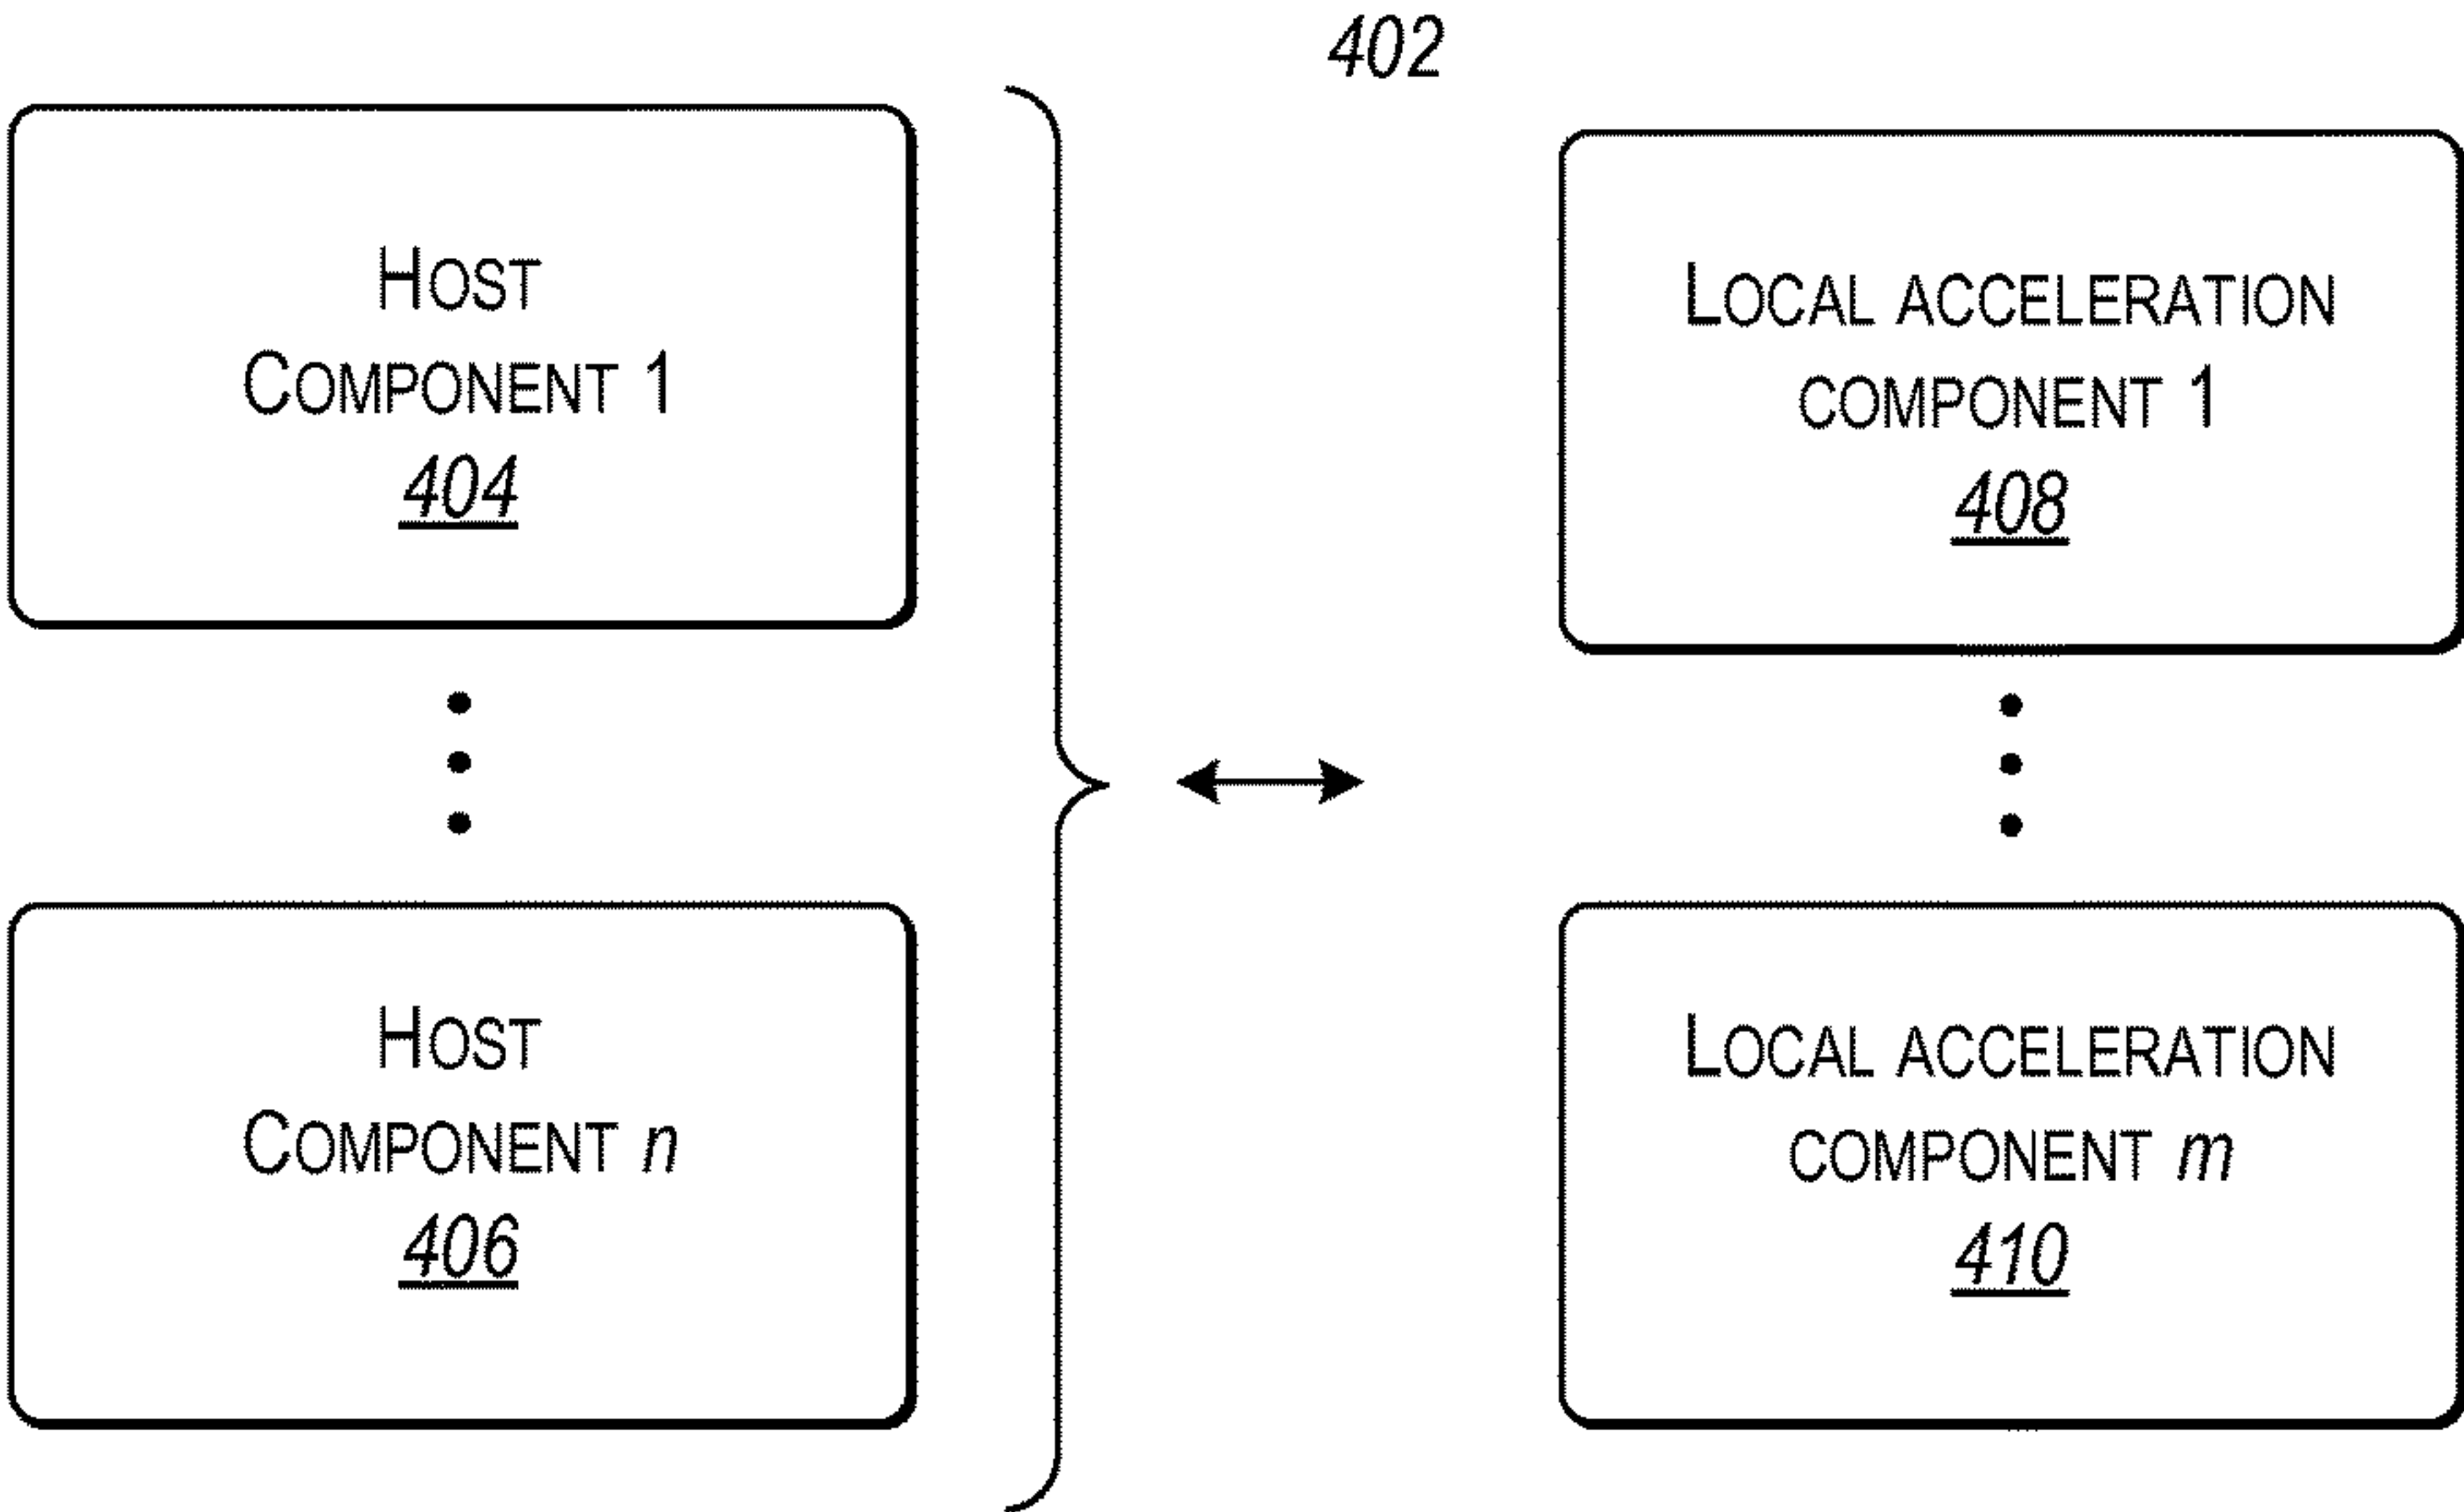 402
HOST
COMPONENT 1
404
LOCAL ACCELERATION
COMPONENT 1
408
HOST
COMPONENT n
406
LOCAL ACCELERATION
COMPONENT m
410